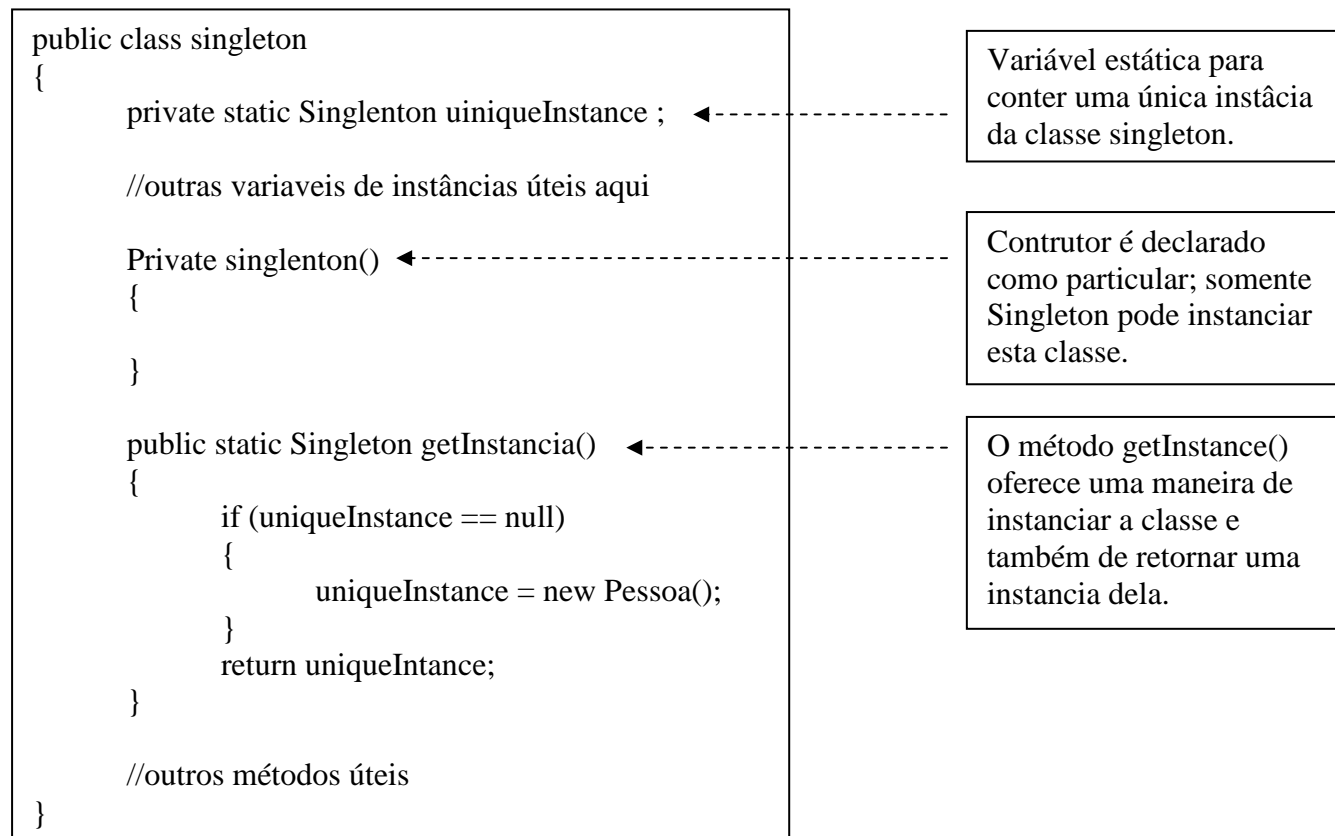 public class singleton
{
private static Singlenton uiniqueInstance ;
//outras variaveis de instâncias úteis aqui
Private singlenton()
{
}
public static Singleton getInstancia()
{
if (uniqueInstance == null)
{
uniqueInstance = new Pessoa();
}
return uniqueIntance;
}
//outros métodos úteis
}
Variável estática para
conter uma única instâcia
da classe singleton.
Contrutor é declarado
como particular; somente
Singleton pode instanciar
esta classe.
O método getInstance()
oferece uma maneira de
instanciar a classe e
também de retornar uma
instancia dela.